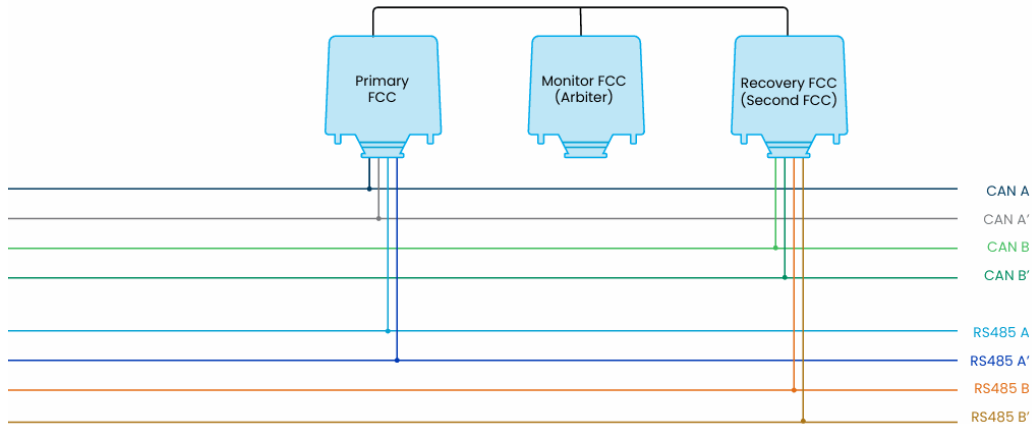 Primary
FCC
Monitor FCC
(Arbiter)
Recovery FCC
(Second FCC)
CAN A
CAN A'
CAN B
CAN B'
RS485 A
RS485 A'
RS485 B
RS485 B'